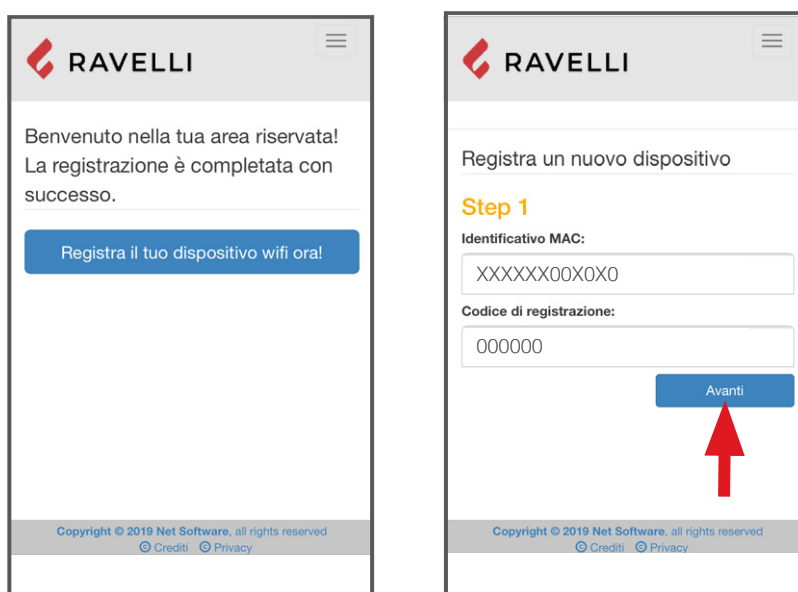 RAVELLI
Benvenuto nella tua area riservata!
La registrazione è completata con
successo.
Registra il tuo dispositivo wifi ora!
Copyright © 2019 Net Software, all rights reserved
© Crediti © Privacy
RAVELLI
Registra un nuovo dispositivo
Step 1
Identificativo MAC:
XXXXXX00X0X0
Codice di registrazione:
000000
Avanti
Copyright © 2019 Net Software, all rights reserved
© Crediti © Privacy